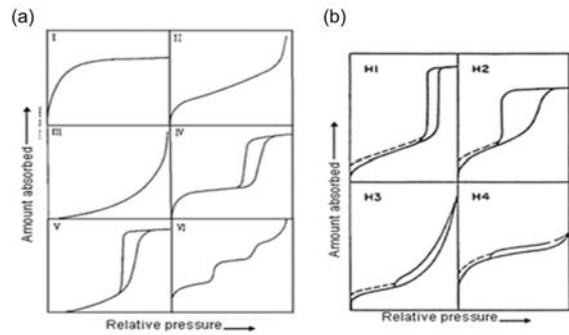 (a)
(b)
I
II
III
IV
V
VI
Amount absorbed
Relative pressure
H1
H2
H3
H4
Amount absorbed
Relative pressure